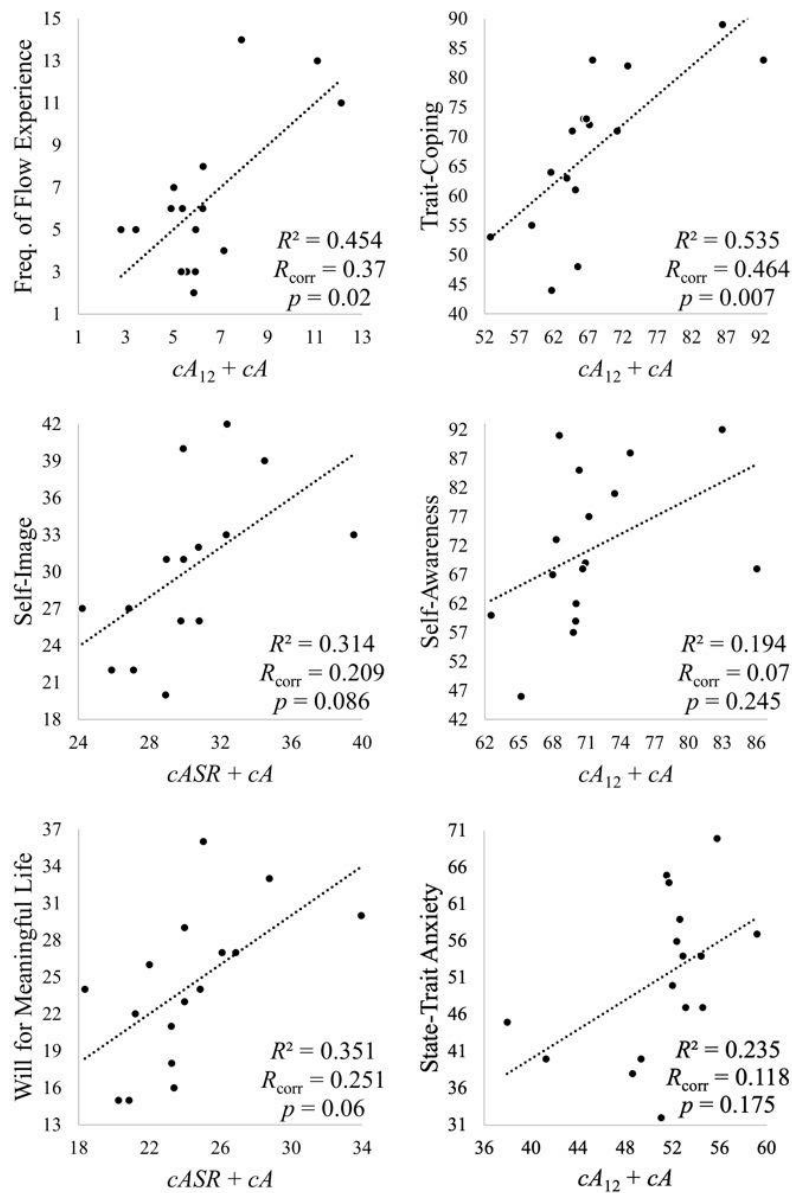 Freq. of Flow Experience
15
13
11
9
7
5
3
1
R² = 0.454
Rcorr = 0.37
p = 0.02
1 3 5 7 9 11 13
cA12 + cA
Trait-Coping
90
85
80
75
70
65
60
55
50
45
40
R² = 0.535
Rcorr = 0.464
p = 0.007
52 57 62 67 72 77 82 87 92
cA12 + cA
Self-Image
42
39
36
33
30
27
24
21
18
R² = 0.314
Rcorr = 0.209
p = 0.086
24 28 32 36 40
cASR + cA
Self-Awareness
92
87
82
77
72
67
62
57
52
47
42
R² = 0.194
Rcorr = 0.07
p = 0.245
62 65 68 71 74 77 80 83 86
cA12 + cA
Will for Meaningful Life
37
34
31
28
25
22
19
16
13
R² = 0.351
Rcorr = 0.251
p = 0.06
18 22 26 30 34
cASR + cA
State-Trait Anxiety
71
66
61
56
51
46
41
36
31
R² = 0.235
Rcorr = 0.118
p = 0.175
36 40 44 48 52 56 60
cA12 + cA